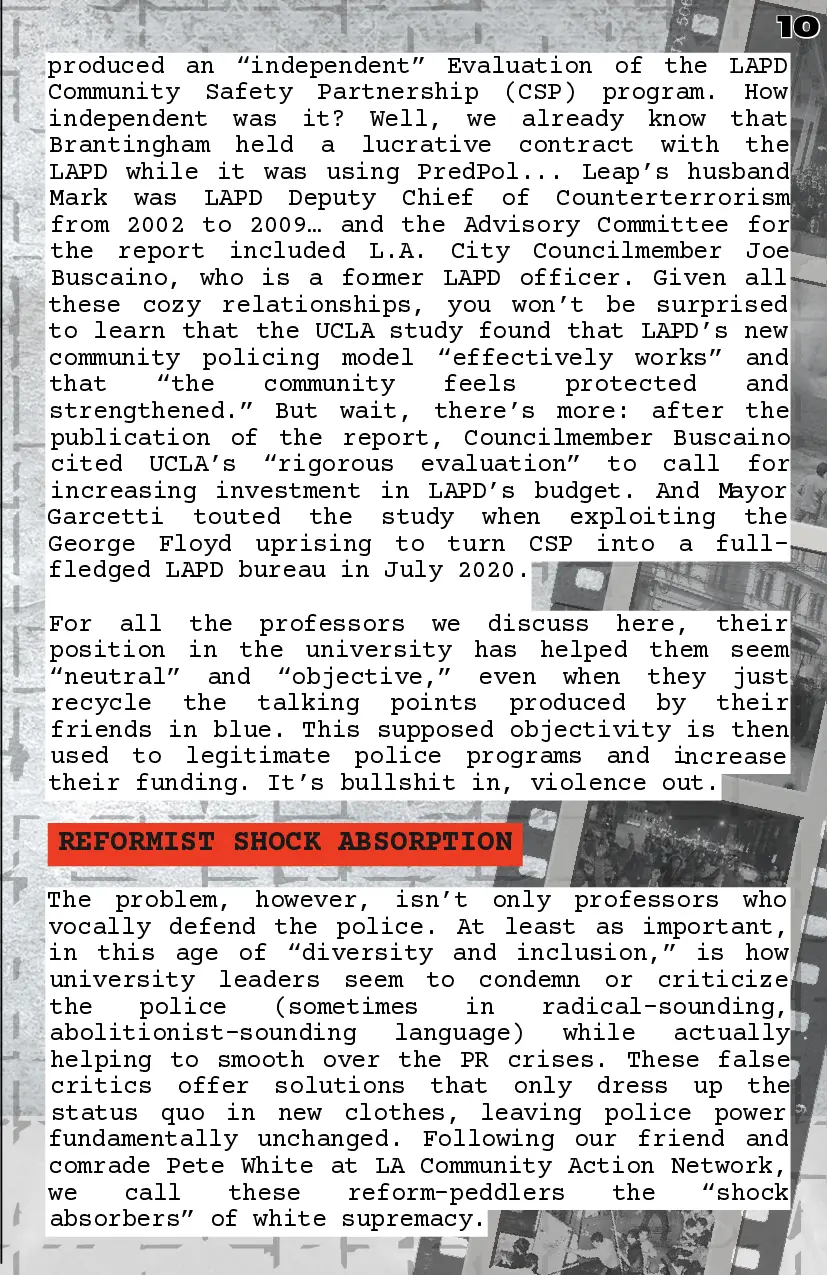 10
produced an “independent” Evaluation of the LAPD
Community Safety Partnership (CSP) program. How
independent was it? Well, we already know that
Brantingham held a lucrative contract with the
LAPD while it was using PredPol... Leap’s husband
Mark was LAPD Deputy Chief of Counterterrorism
from 2002 to 2009… and the Advisory Committee for
the report included L.A. City Councilmember Joe
Buscaino, who is a former LAPD officer. Given all
these cozy relationships, you won’t be surprised
to learn that the UCLA study found that LAPD’s new
community policing model “effectively works” and
that “the community feels protected and
strengthened.” But wait, there’s more: after the
publication of the report, Councilmember Buscaino
cited UCLA’s “rigorous evaluation” to call for
increasing investment in LAPD’s budget. And Mayor
Garcetti touted the study when exploiting the
George Floyd uprising to turn CSP into a full-
fledged LAPD bureau in July 2020.
For all the professors we discuss here, their
position in the university has helped them seem
“neutral” and “objective,” even when they just
recycle the talking points produced by their
friends in blue. This supposed objectivity is then
used to legitimate police programs and increase
their funding. It’s bullshit in, violence out.
REFORMIST SHOCK ABSORPTION
The problem, however, isn’t only professors who
vocally defend the police. At least as important,
in this age of “diversity and inclusion,” is how
university leaders seem to condemn or criticize
the police (sometimes in radical-sounding,
abolitionist-sounding language) while actually
helping to smooth over the PR crises. These false
critics offer solutions that only dress up the
status quo in new clothes, leaving police power
fundamentally unchanged. Following our friend and
comrade Pete White at LA Community Action Network,
we call these reform-peddlers the “shock
absorbers” of white supremacy.